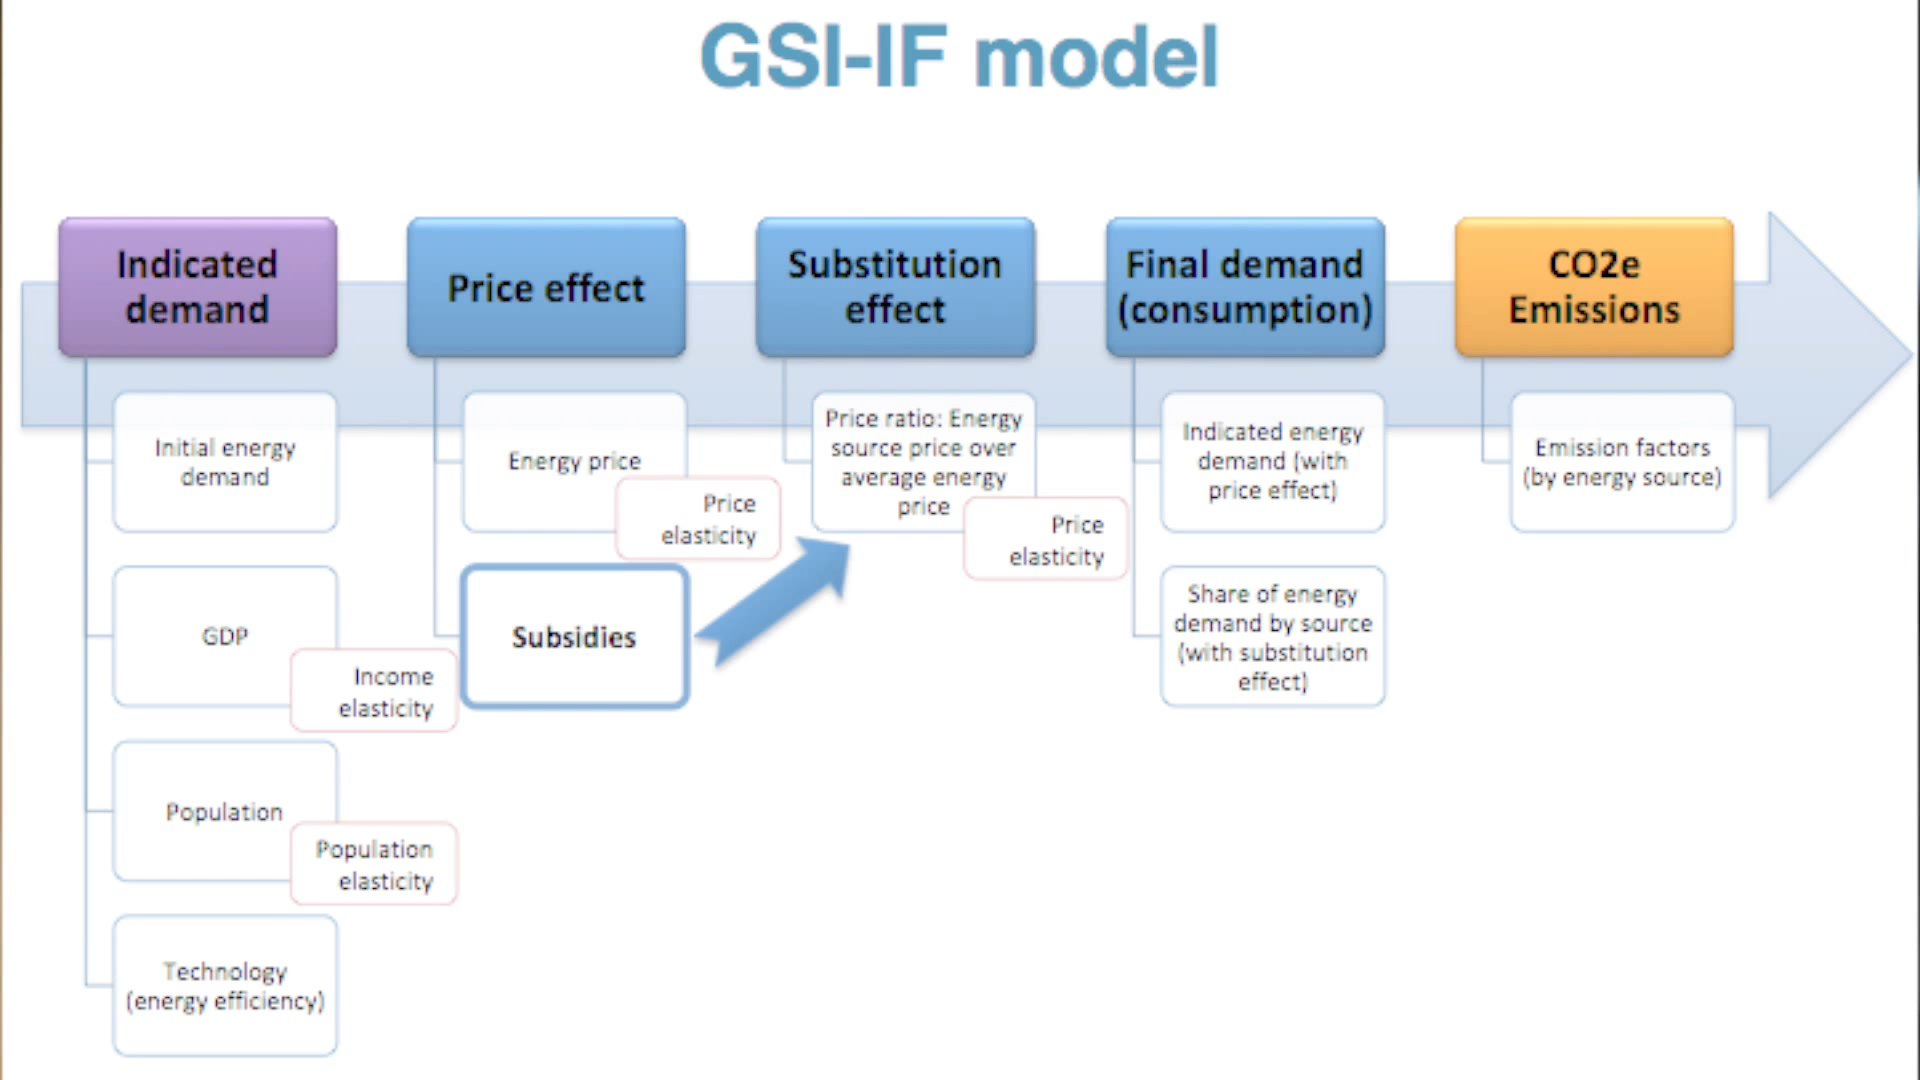 GSI-IF model
Indicated
demand
Price effect
Substitution
effect
Final demand
(consumption)
CO2e
Emissions
Initial energy
demand
GDP
Income
elasticity
Population
Population
elasticity
Technology
(energy efficiency)
Energy price
Price
elasticity
Subsidies
Price ratio: Energy
source price over
average energy
price
Price
elasticity
Indicated energy
demand (with
price effect)
Share of energy
demand by source
(with substitution
effect)
Emission factors
(by energy source)